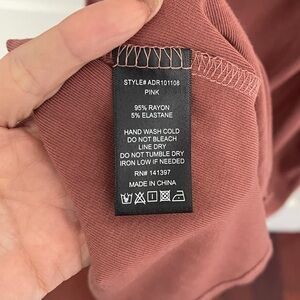 STYLE# ADR101108
PINK
95% RAYON
5% ELASTANE
HAND WASH COLD
DO NOT BLEACH
LINE DRY
DO NOT TUMBLE DRY
IRON LOW IF NEEDED
RN# 141397
MADE IN CHINA